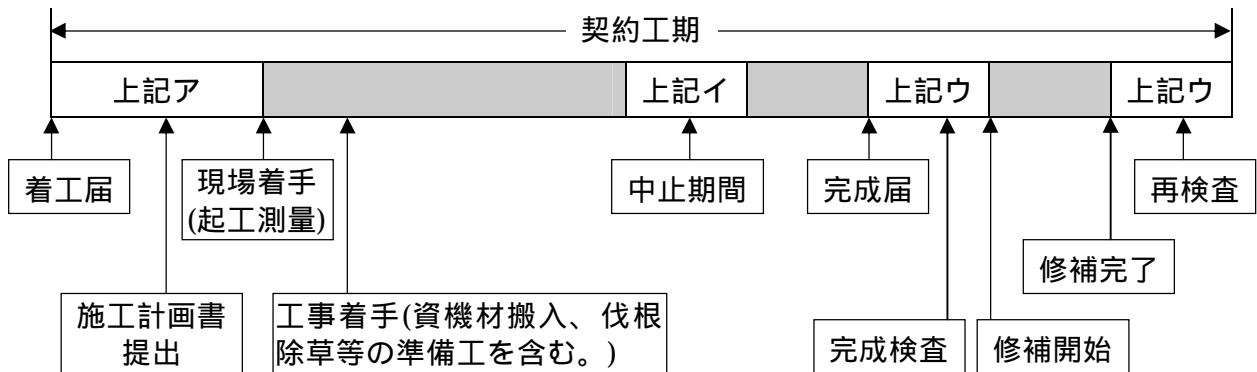 契約工期
上記ア
上記イ
上記ウ
上記ウ
着工届
現場着手
(起工測量)
中止期間
完成届
再検査
修補完了
施工計画書
提出
工事着手(資機材搬入、伐根
除草等の準備工を含む。)
完成検査
修補開始